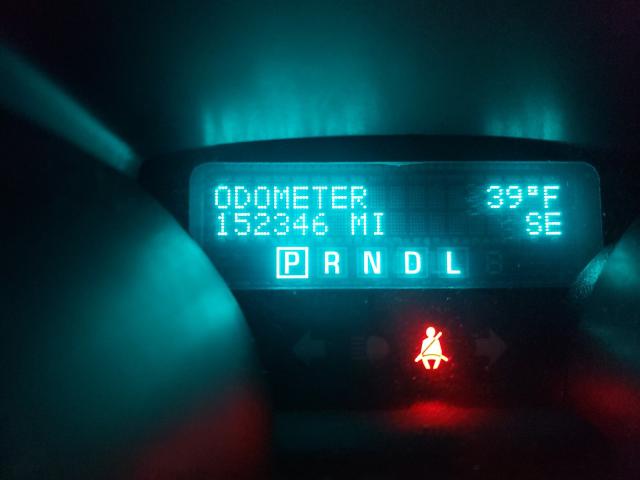 ODOMETER 39°F
152346 MI SE
P R N D L